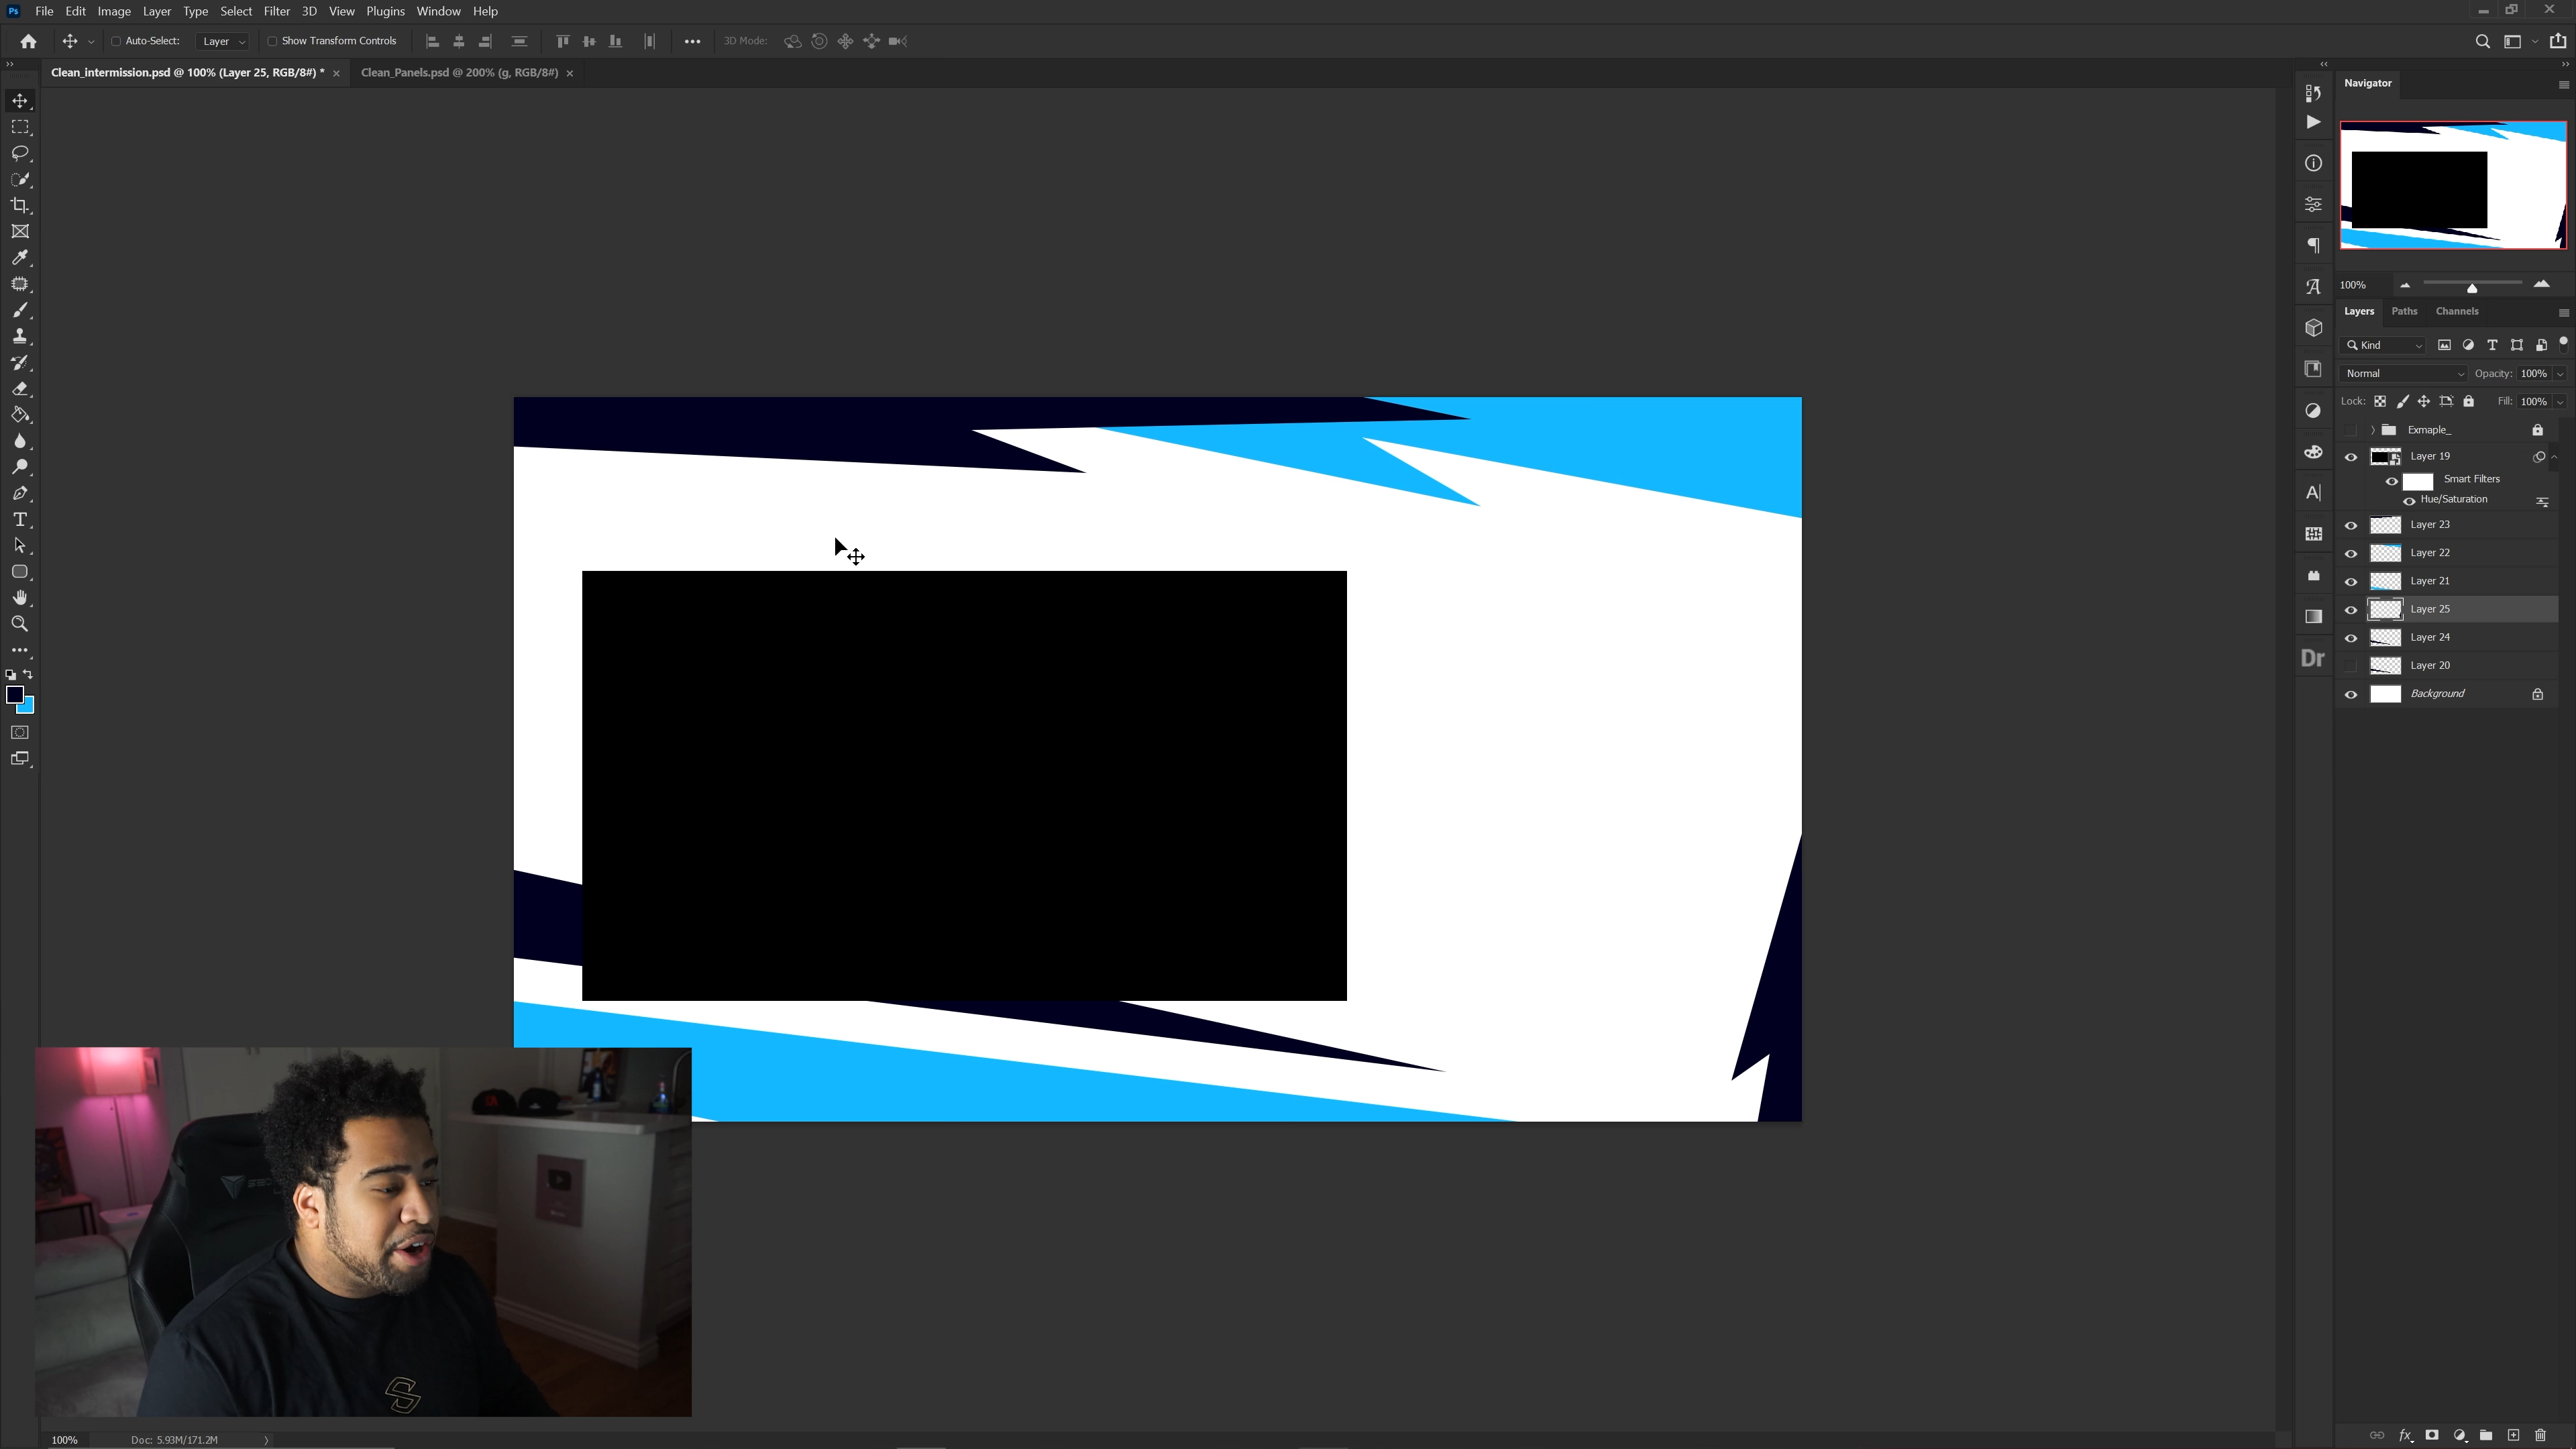 Ps File Edit Image Layer Type Select Filter 3D View Plugins Window Help
Auto-Select: Layer Show Transform Controls 3D Mode:
Clean_intermission.psd @ 100% (Layer 25, RGB/8#) * Clean_Panels.psd @ 200% (g, RGB/8#)
Navigator
100%
Layers Paths Channels
Kind
Normal Opacity: 100%
Lock: Fill: 100%
Exmaple_
Layer 19
Smart Filters
Hue/Saturation
Layer 23
Layer 22
Layer 21
Layer 25
Layer 24
Layer 20
Background
Dr
100% Doc: 5.93M/171.2M